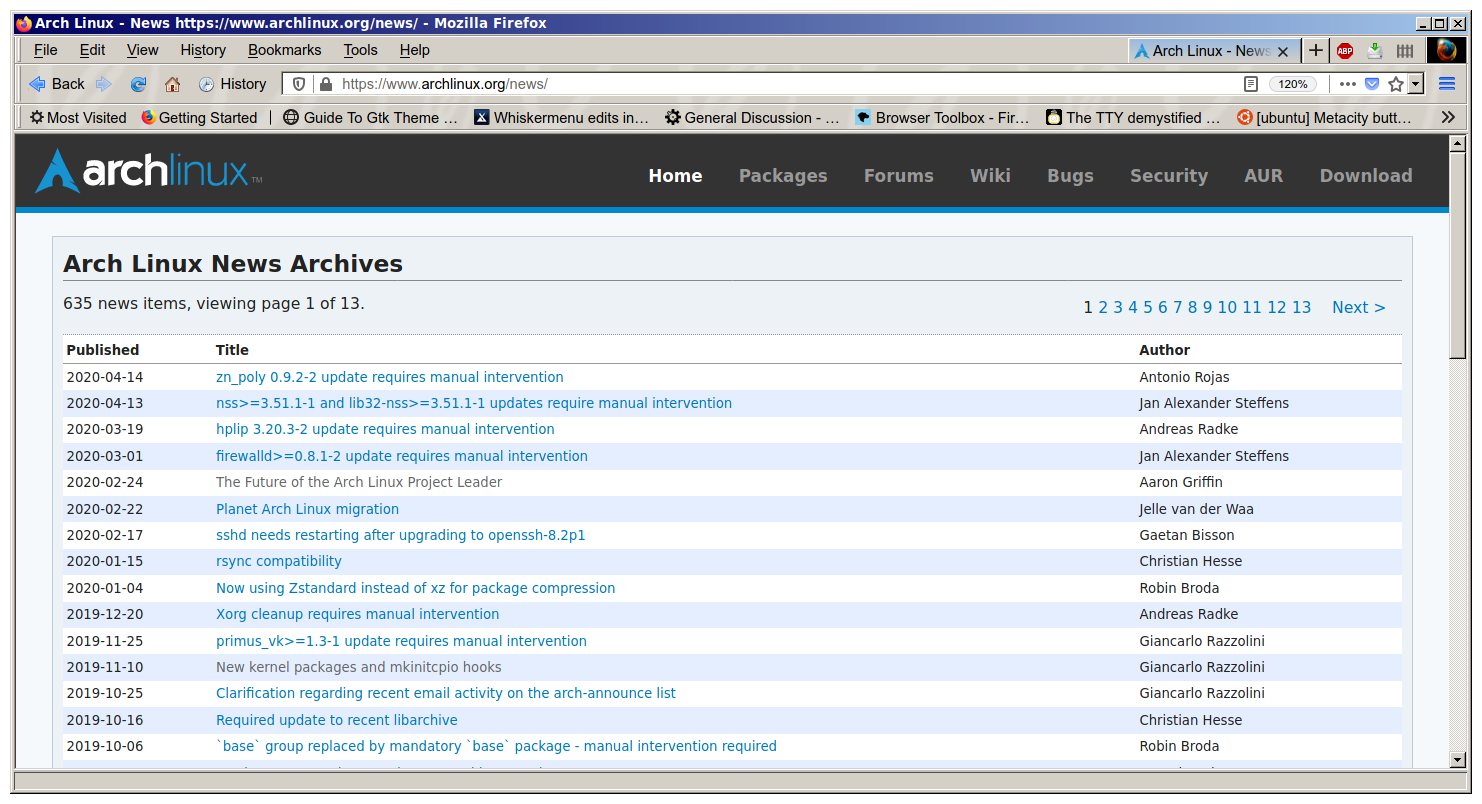 Arch Linux - News https://www.archlinux.org/news/ - Mozilla Firefox
File Edit View History Bookmarks Tools Help
Arch Linux - News
ABP
Back History https://www.archlinux.org/news/ 120%
Most Visited Getting Started Guide To Gtk Theme … Whiskermenu edits in… General Discussion - … Browser Toolbox - Fir… The TTY demystified … [ubuntu] Metacity butt…
archlinux™ Home Packages Forums Wiki Bugs Security AUR Download
Arch Linux News Archives
635 news items, viewing page 1 of 13.
1 2 3 4 5 6 7 8 9 10 11 12 13 Next >
Published Title Author
2020-04-14 zn_poly 0.9.2-2 update requires manual intervention Antonio Rojas
2020-04-13 nss>=3.51.1-1 and lib32-nss>=3.51.1-1 updates require manual intervention Jan Alexander Steffens
2020-03-19 hplip 3.20.3-2 update requires manual intervention Andreas Radke
2020-03-01 firewalld>=0.8.1-2 update requires manual intervention Jan Alexander Steffens
2020-02-24 The Future of the Arch Linux Project Leader Aaron Griffin
2020-02-22 Planet Arch Linux migration Jelle van der Waa
2020-02-17 sshd needs restarting after upgrading to openssh-8.2p1 Gaetan Bisson
2020-01-15 rsync compatibility Christian Hesse
2020-01-04 Now using Zstandard instead of xz for package compression Robin Broda
2019-12-20 Xorg cleanup requires manual intervention Andreas Radke
2019-11-25 primus_vk>=1.3-1 update requires manual intervention Giancarlo Razzolini
2019-11-10 New kernel packages and mkinitcpio hooks Giancarlo Razzolini
2019-10-25 Clarification regarding recent email activity on the arch-announce list Giancarlo Razzolini
2019-10-16 Required update to recent libarchive Christian Hesse
2019-10-06 `base` group replaced by mandatory `base` package - manual intervention required Robin Broda